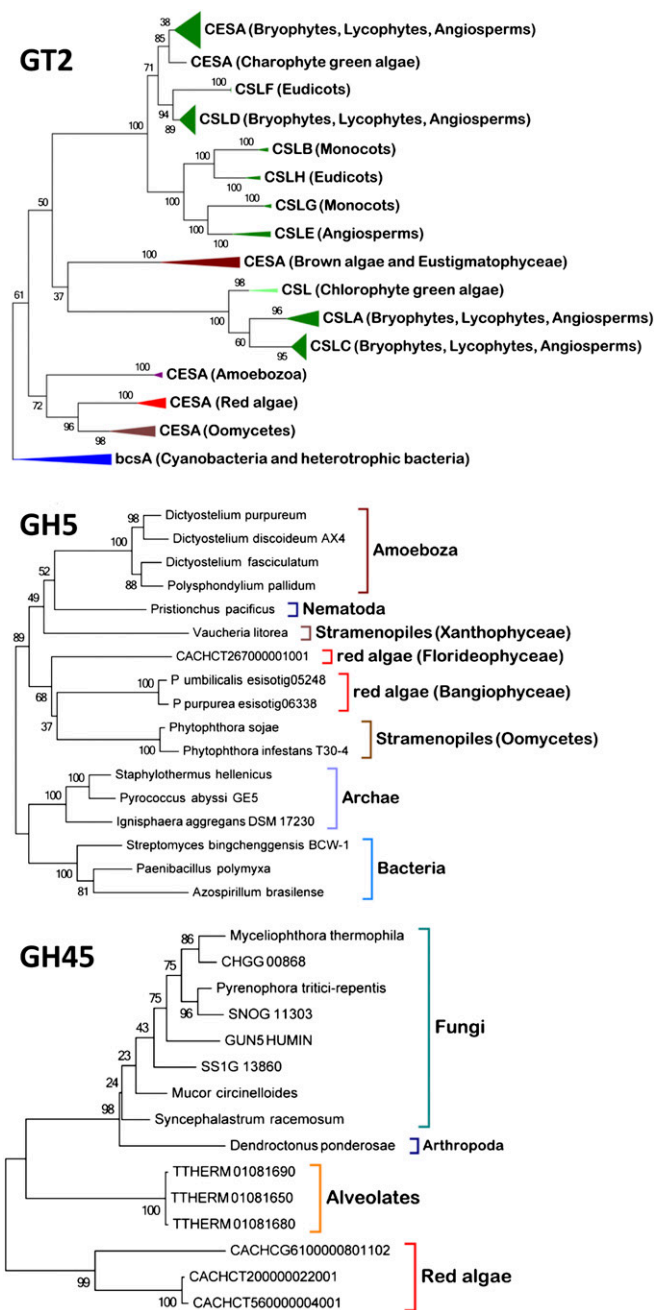 GT2
38
CESA (Bryophytes, Lycophytes, Angiosperms)
85
CESA (Charophyte green algae)
71
100
CSLF (Eudicots)
94
CSLD (Bryophytes, Lycophytes, Angiosperms)
89
100
100
CSLB (Monocots)
100
100
CSLH (Eudicots)
100
100
CSLG (Monocots)
100
100
CSLE (Angiosperms)
50
100
CESA (Brown algae and Eustigmatophyceae)
37
98
CSL (Chlorophyte green algae)
61
100
96
CSLA (Bryophytes, Lycophytes, Angiosperms)
60
95
CSLC (Bryophytes, Lycophytes, Angiosperms)
100
CESA (Amoebozoa)
72
100
CESA (Red algae)
96
98
CESA (Oomycetes)
bcsA (Cyanobacteria and heterotrophic bacteria)
GH5
98
Dictyostelium purpureum
100
Dictyostelium discoideum AX4
Amoeboza
52
Dictyostelium fasciculatum
88
Polysphondylium pallidum
49
Pristionchus pacificus
Nematoda
89
Vaucheria litorea
Stramenopiles (Xanthophyceae)
CACHCT267000001001
red algae (Florideophyceae)
68
100
P umbilicalis esisotig05248
red algae (Bangiophyceae)
P purpurea esisotig06338
37
Phytophthora sojae
Stramenopiles (Oomycetes)
100
Phytophthora infestans T30-4
Staphylothermus hellenicus
100
100
Pyrococcus abyssi GE5
Archae
Ignisphaera aggregans DSM 17230
Streptomyces bingchenggensis BCW-1
100
Paenibacillus polymyxa
Bacteria
81
Azospirillum brasilense
GH45
86
Myceliophthora thermophila
75
CHGG 00868
75
Pyrenophora tritici-repentis
96
SNOG 11303
Fungi
43
GUN5 HUMIN
23
SS1G 13860
24
Mucor circinelloides
98
Syncephalastrum racemosum
Dendroctonus ponderosae
Arthropoda
TTHERM 01081690
TTHERM 01081650
Alveolates
100
TTHERM 01081680
CACHCG6100000801102
99
CACHCT200000022001
Red algae
100
CACHCT560000004001